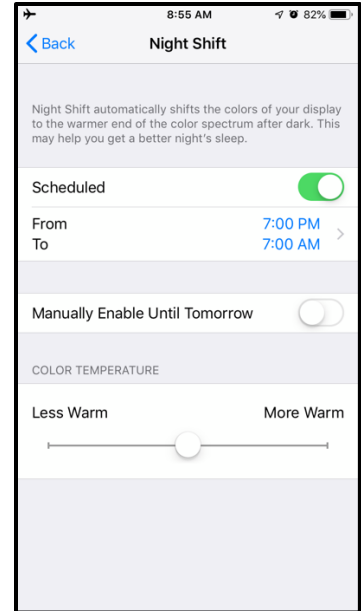 8:55 AM 82%
Back Night Shift
Night Shift automatically shifts the colors of your display
to the warmer end of the color spectrum after dark. This
may help you get a better night's sleep.
Scheduled
From 7:00 PM
To 7:00 AM
Manually Enable Until Tomorrow
COLOR TEMPERATURE
Less Warm More Warm